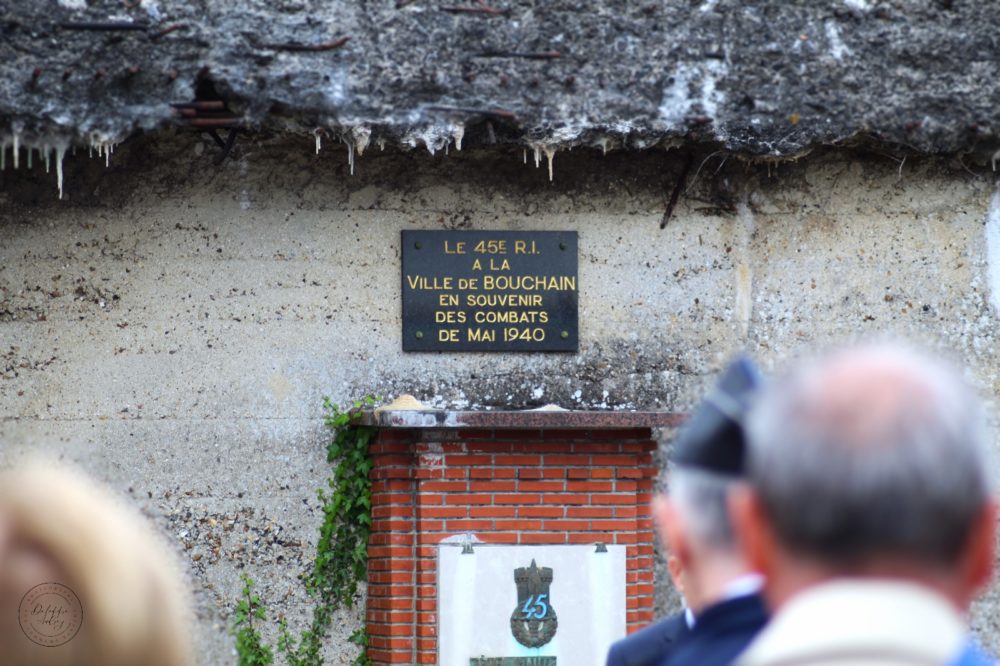 LE 45E R.I.
A LA
VILLE DE BOUCHAIN
EN SOUVENIR
DES COMBATS
DE MAI 1940
45